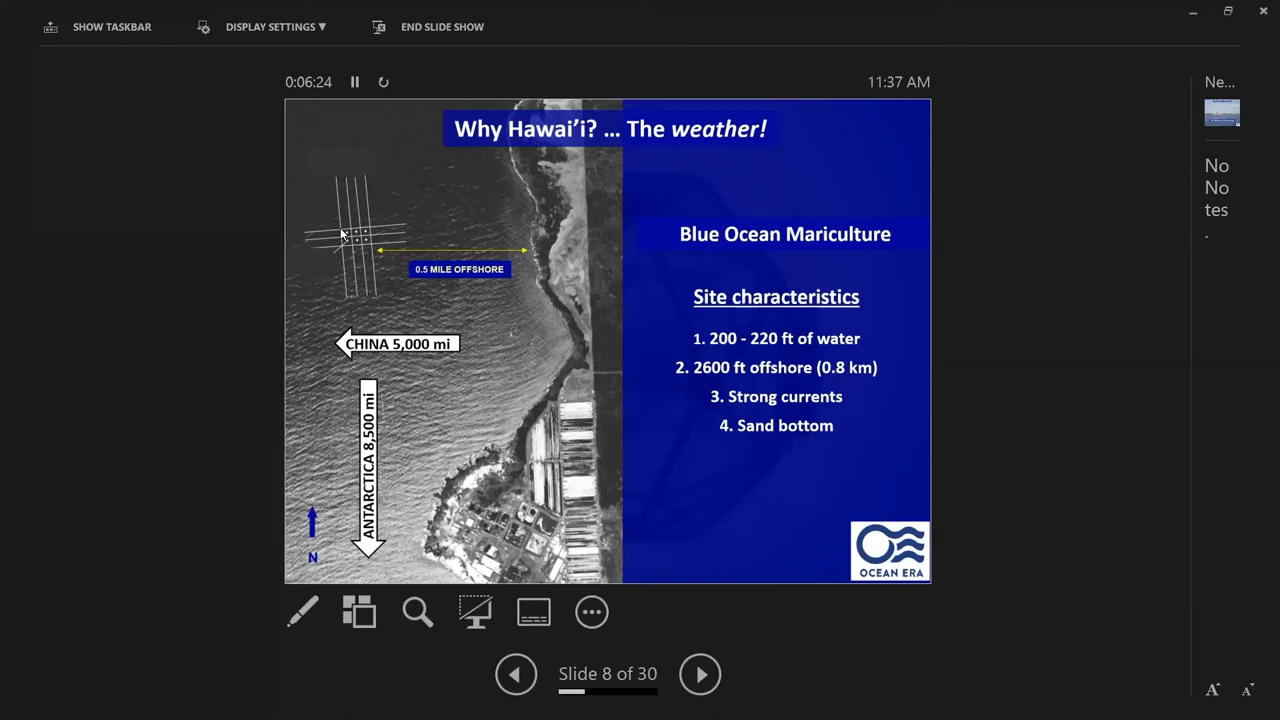 SHOW TASKBAR
DISPLAY SETTINGS ▼
END SLIDE SHOW
0:06:24
11:37 AM
Ne...
Why Hawai’i? ... The weather!
0.5 MILE OFFSHORE
CHINA 5,000 mi
ANTARCTICA 8,500 mi
N
Blue Ocean Mariculture
Site characteristics
1. 200 - 220 ft of water
2. 2600 ft offshore (0.8 km)
3. Strong currents
4. Sand bottom
OCEAN ERA
No
No
tes
.
Slide 8 of 30
A
A